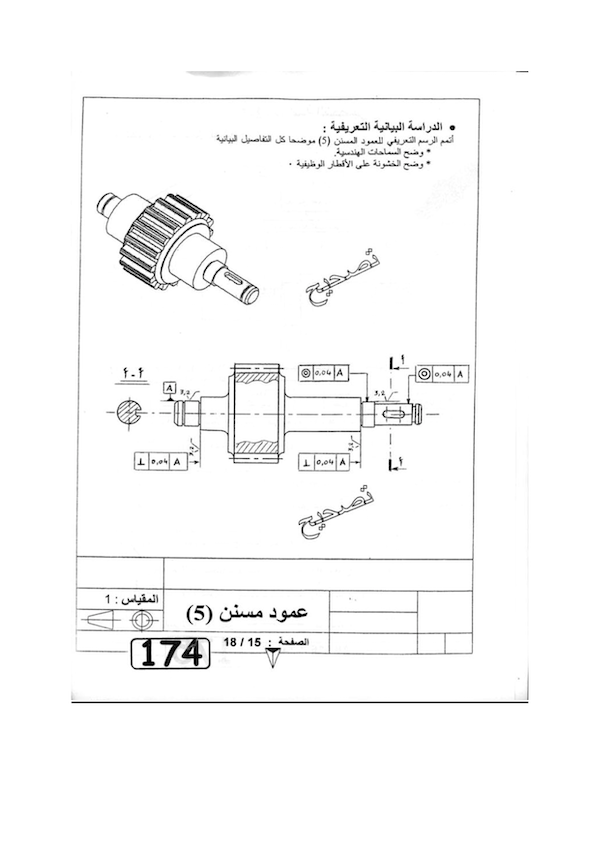 • الدراسة البيانية التعريفية :
أتمم الرسم التعريفي للعمود المسنن (5) موضحا كل التفاصيل البيانية
* وضح السماحات الهندسية.
* وضح الخشونة على الأقطار الوظيفية .
تصحيح
أ
◎ 0,04 A
◎ 0,04 A
أ-أ
A
3,2
3,2
3,2
3,2
⊥ 0,04 A
⊥ 0,04 A
أ
تصحيح
المقياس : 1
عمود مسنن (5)
الصفحة : 15 / 18
174